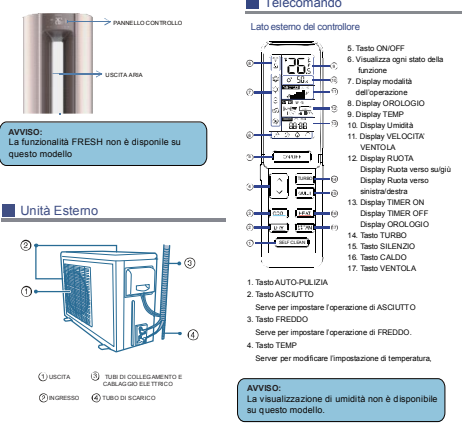 PANNELLO CONTROLLO
USCITA ARIA
AVVISO:
La funzionalità FRESH non è disponile su
questo modello
Unità Esterno
2
1
3
4
1 USCITA
3 TUBI DI COLLEGAMENTO E
CABLAGGIO ELETTRICO
2 INGRESSO
4 TUBO DI SCARICO
Telecomando
Lato esterno del controllore
ON/OFF
TURBO
COOL
HEAT
SELF CLEAN
5. Tasto ON/OFF
6. Visualizza ogni stato della
funzione
7. Display modalità
dell'operazione
8. Display OROLOGIO
9. Display TEMP
10. Display Umidità
11. Display VELOCITA'
VENTOLA
12. Display RUOTA
Display Ruota verso su/giù
Display Ruota verso
sinistra/destra
13. Display TIMER ON
Display TIMER OFF
Display OROLOGIO
14. Tasto TURBO
15. Tasto SILENZIO
16. Tasto CALDO
17. Tasto VENTOLA
1. Tasto AUTO-PULIZIA
2. Tasto ASCIUTTO
Serve per impostare l'operazione di ASCIUTTO
3. Tasto FREDDO
Serve per impostare l'operazione di FREDDO.
4. Tasto TEMP
Server per modificare l'impostazione di temperatura,
AVVISO:
La visualizzazione di umidità non è disponibile
su questo modello.